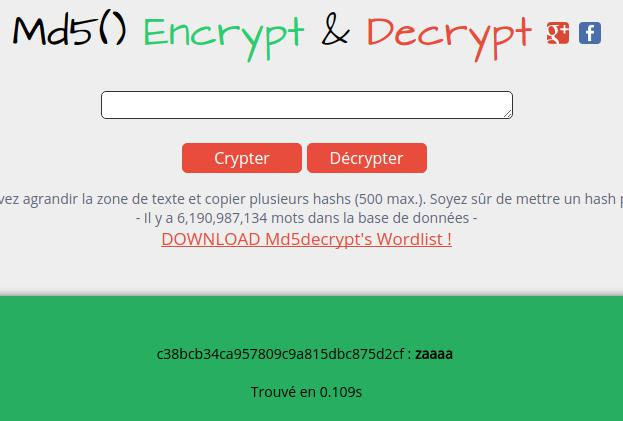 Md5() Encrypt & Decrypt
Crypter Décrypter
vez agrandir la zone de texte et copier plusieurs hashs (500 max.). Soyez sûr de mettre un hash p
- Il y a 6,190,987,134 mots dans la base de données -
DOWNLOAD Md5decrypt's Wordlist !
c38bcb34ca957809c9a815dbc875d2cf : zaaaa
Trouvé en 0.109s